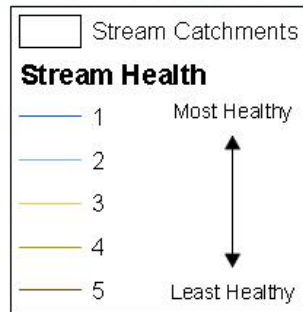 Stream Catchments
Stream Health
1 Most Healthy
2
3
4
5 Least Healthy